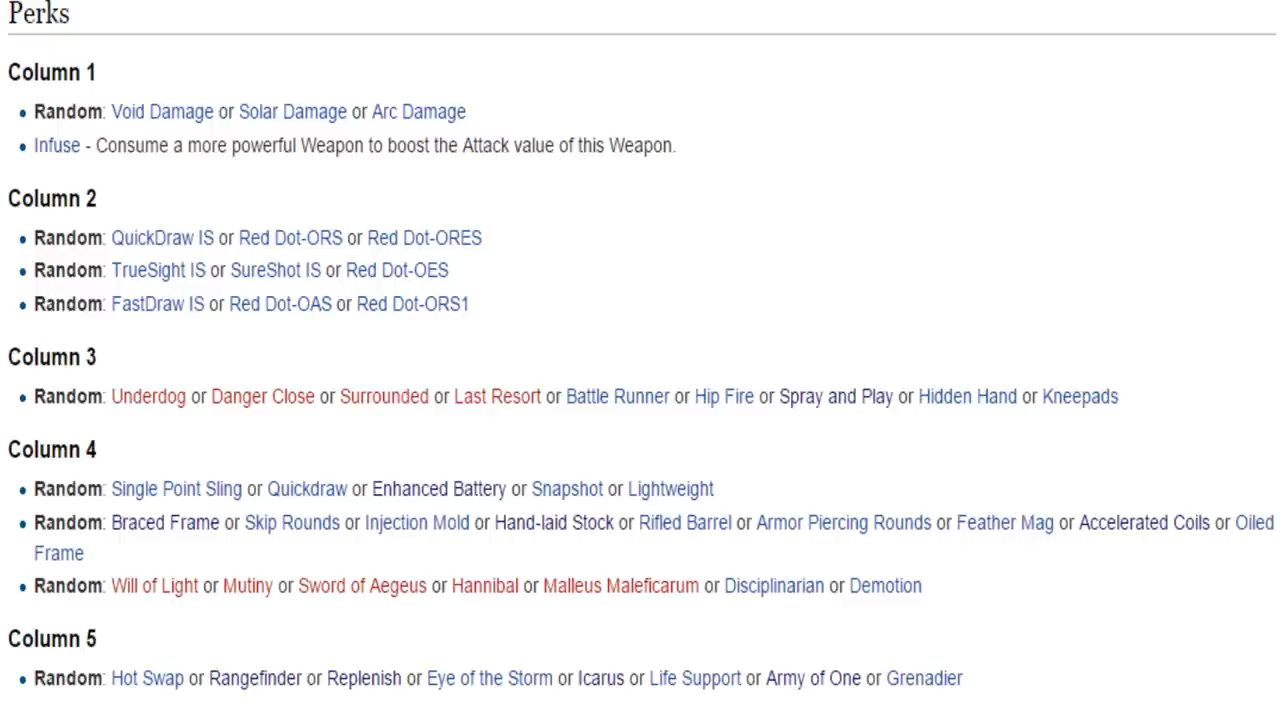 Perks
Column 1
• Random: Void Damage or Solar Damage or Arc Damage
• Infuse - Consume a more powerful Weapon to boost the Attack value of this Weapon.
Column 2
• Random: QuickDraw IS or Red Dot-ORS or Red Dot-ORES
• Random: TrueSight IS or SureShot IS or Red Dot-OES
• Random: FastDraw IS or Red Dot-OAS or Red Dot-ORS1
Column 3
• Random: Underdog or Danger Close or Surrounded or Last Resort or Battle Runner or Hip Fire or Spray and Play or Hidden Hand or Kneepads
Column 4
• Random: Single Point Sling or Quickdraw or Enhanced Battery or Snapshot or Lightweight
• Random: Braced Frame or Skip Rounds or Injection Mold or Hand-laid Stock or Rifled Barrel or Armor Piercing Rounds or Feather Mag or Accelerated Coils or Oiled
Frame
• Random: Will of Light or Mutiny or Sword of Aegeus or Hannibal or Malleus Maleficarum or Disciplinarian or Demotion
Column 5
• Random: Hot Swap or Rangefinder or Replenish or Eye of the Storm or Icarus or Life Support or Army of One or Grenadier